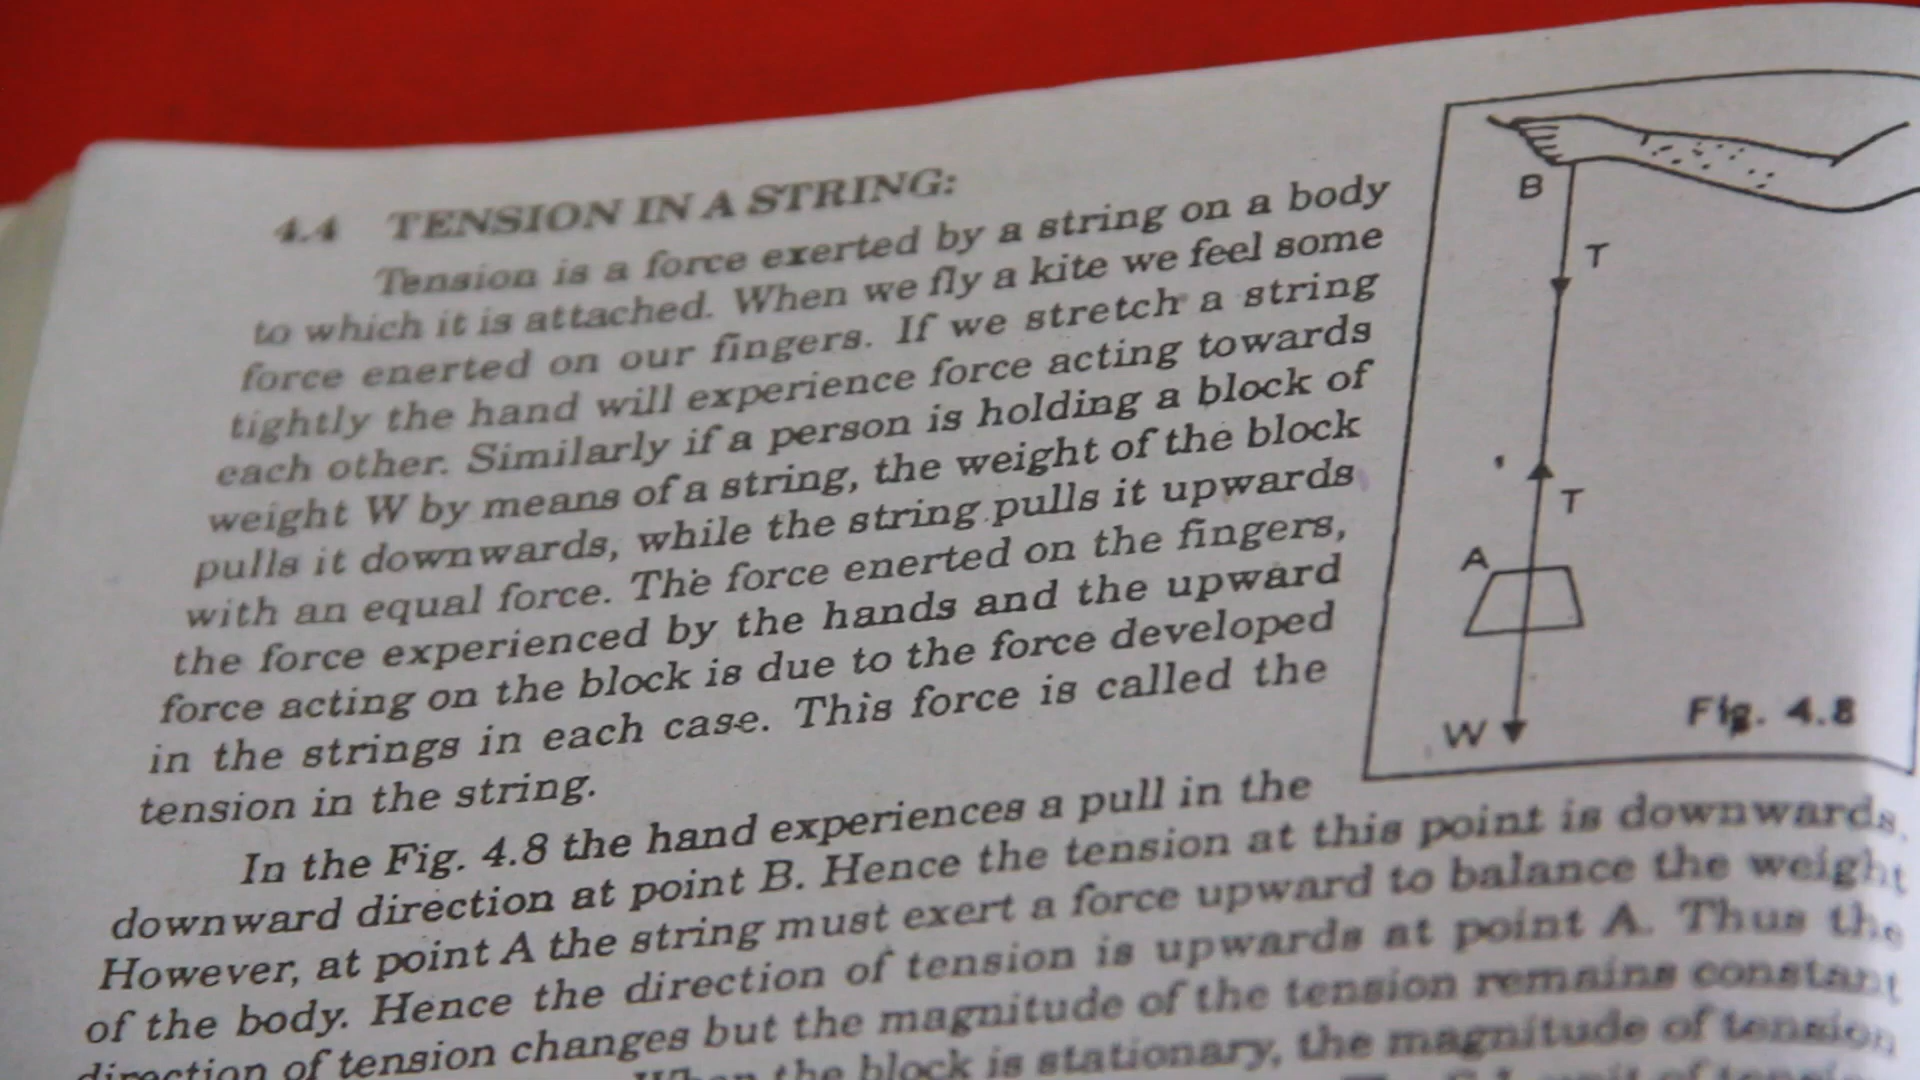 4.4 TENSION IN A STRING:
Tension is a force exerted by a string on a body
to which it is attached. When we fly a kite we feel some
force enerted on our fingers. If we stretch a string
tightly the hand will experience force acting towards
each other. Similarly if a person is holding a block of
weight W by means of a string, the weight of the block
pulls it downwards, while the string pulls it upwards
with an equal force. The force enerted on the fingers,
the force experienced by the hands and the upward
force acting on the block is due to the force developed
in the strings in each case. This force is called the
tension in the string.
B
T
T
A
W
Fig. 4.8
In the Fig. 4.8 the hand experiences a pull in the
downward direction at point B. Hence the tension at this point is downwards.
However, at point A the string must exert a force upward to balance the weight
of the body. Hence the direction of tension is upwards at point A. Thus the
direction of tension changes but the magnitude of the tension remains constant
the block is stationary, the magnitude of tension